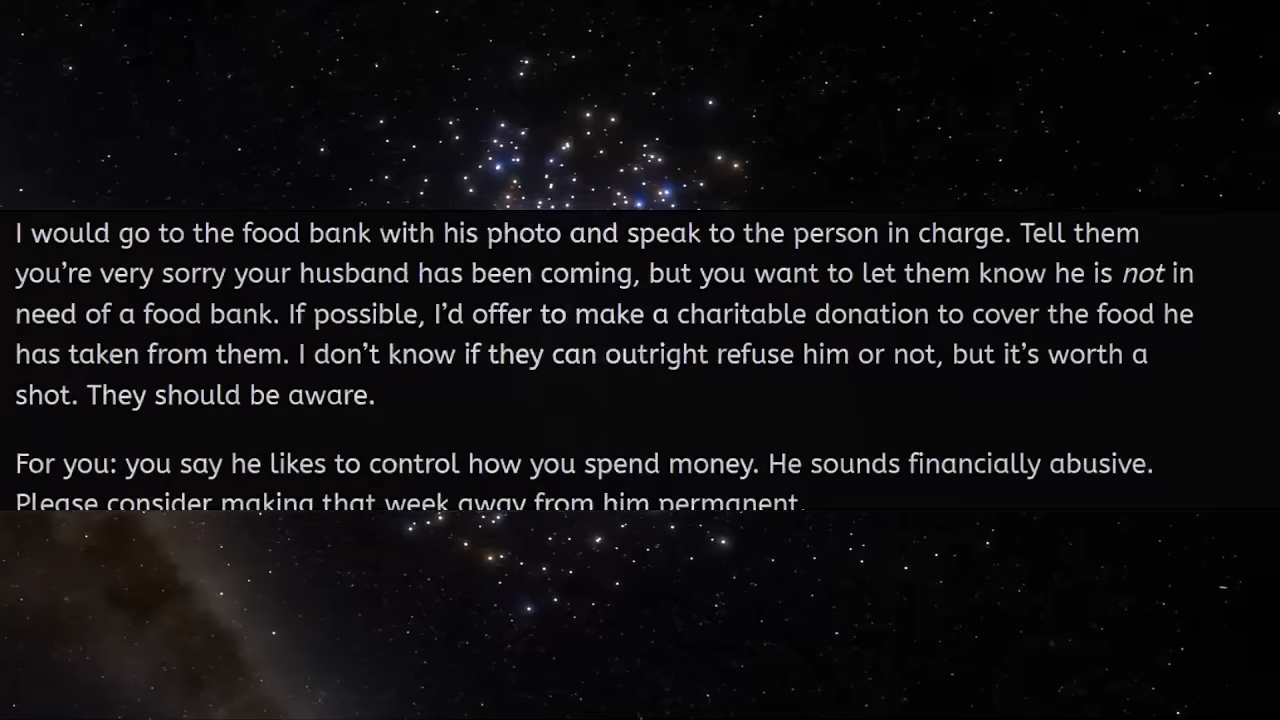 I would go to the food bank with his photo and speak to the person in charge. Tell them
you’re very sorry your husband has been coming, but you want to let them know he is not in
need of a food bank. If possible, I’d offer to make a charitable donation to cover the food he
has taken from them. I don’t know if they can outright refuse him or not, but it’s worth a
shot. They should be aware.
For you: you say he likes to control how you spend money. He sounds financially abusive.
Please consider making that week away from him permanent.